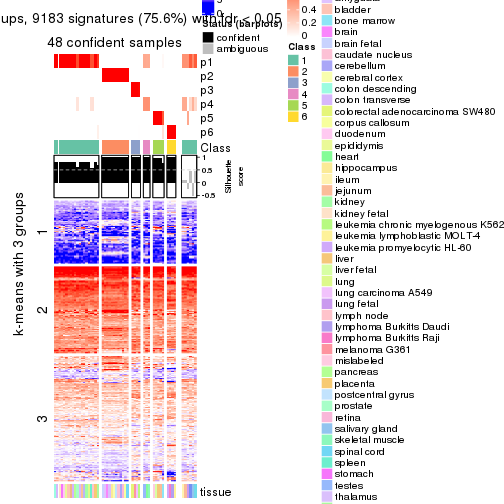 ups, 9183 signatures (75.6%) with fdr < 0.05
48 confident samples
p1
p2
p3
p4
p5
p6
Class
1
0.5
0
-0.5
Silhouette
score
k-means with 3 groups
1
2
3
tissue
0
Status (barplots)
confident
ambiguous
0.4
0.2
0
Class
1
2
3
4
5
6
bladder
bone marrow
brain
brain fetal
caudate nucleus
cerebellum
cerebral cortex
colon descending
colon transverse
colorectal adenocarcinoma SW480
corpus callosum
duodenum
epididymis
heart
hippocampus
ileum
jejunum
kidney
kidney fetal
leukemia chronic myelogenous K562
leukemia lymphoblastic MOLT-4
leukemia promyelocytic HL-60
liver
liver fetal
lung
lung carcinoma A549
lung fetal
lymph node
lymphoma Burkitts Daudi
lymphoma Burkitts Raji
melanoma G361
mislabeled
pancreas
placenta
postcentral gyrus
prostate
retina
salivary gland
skeletal muscle
spinal cord
spleen
stomach
testes
thalamus